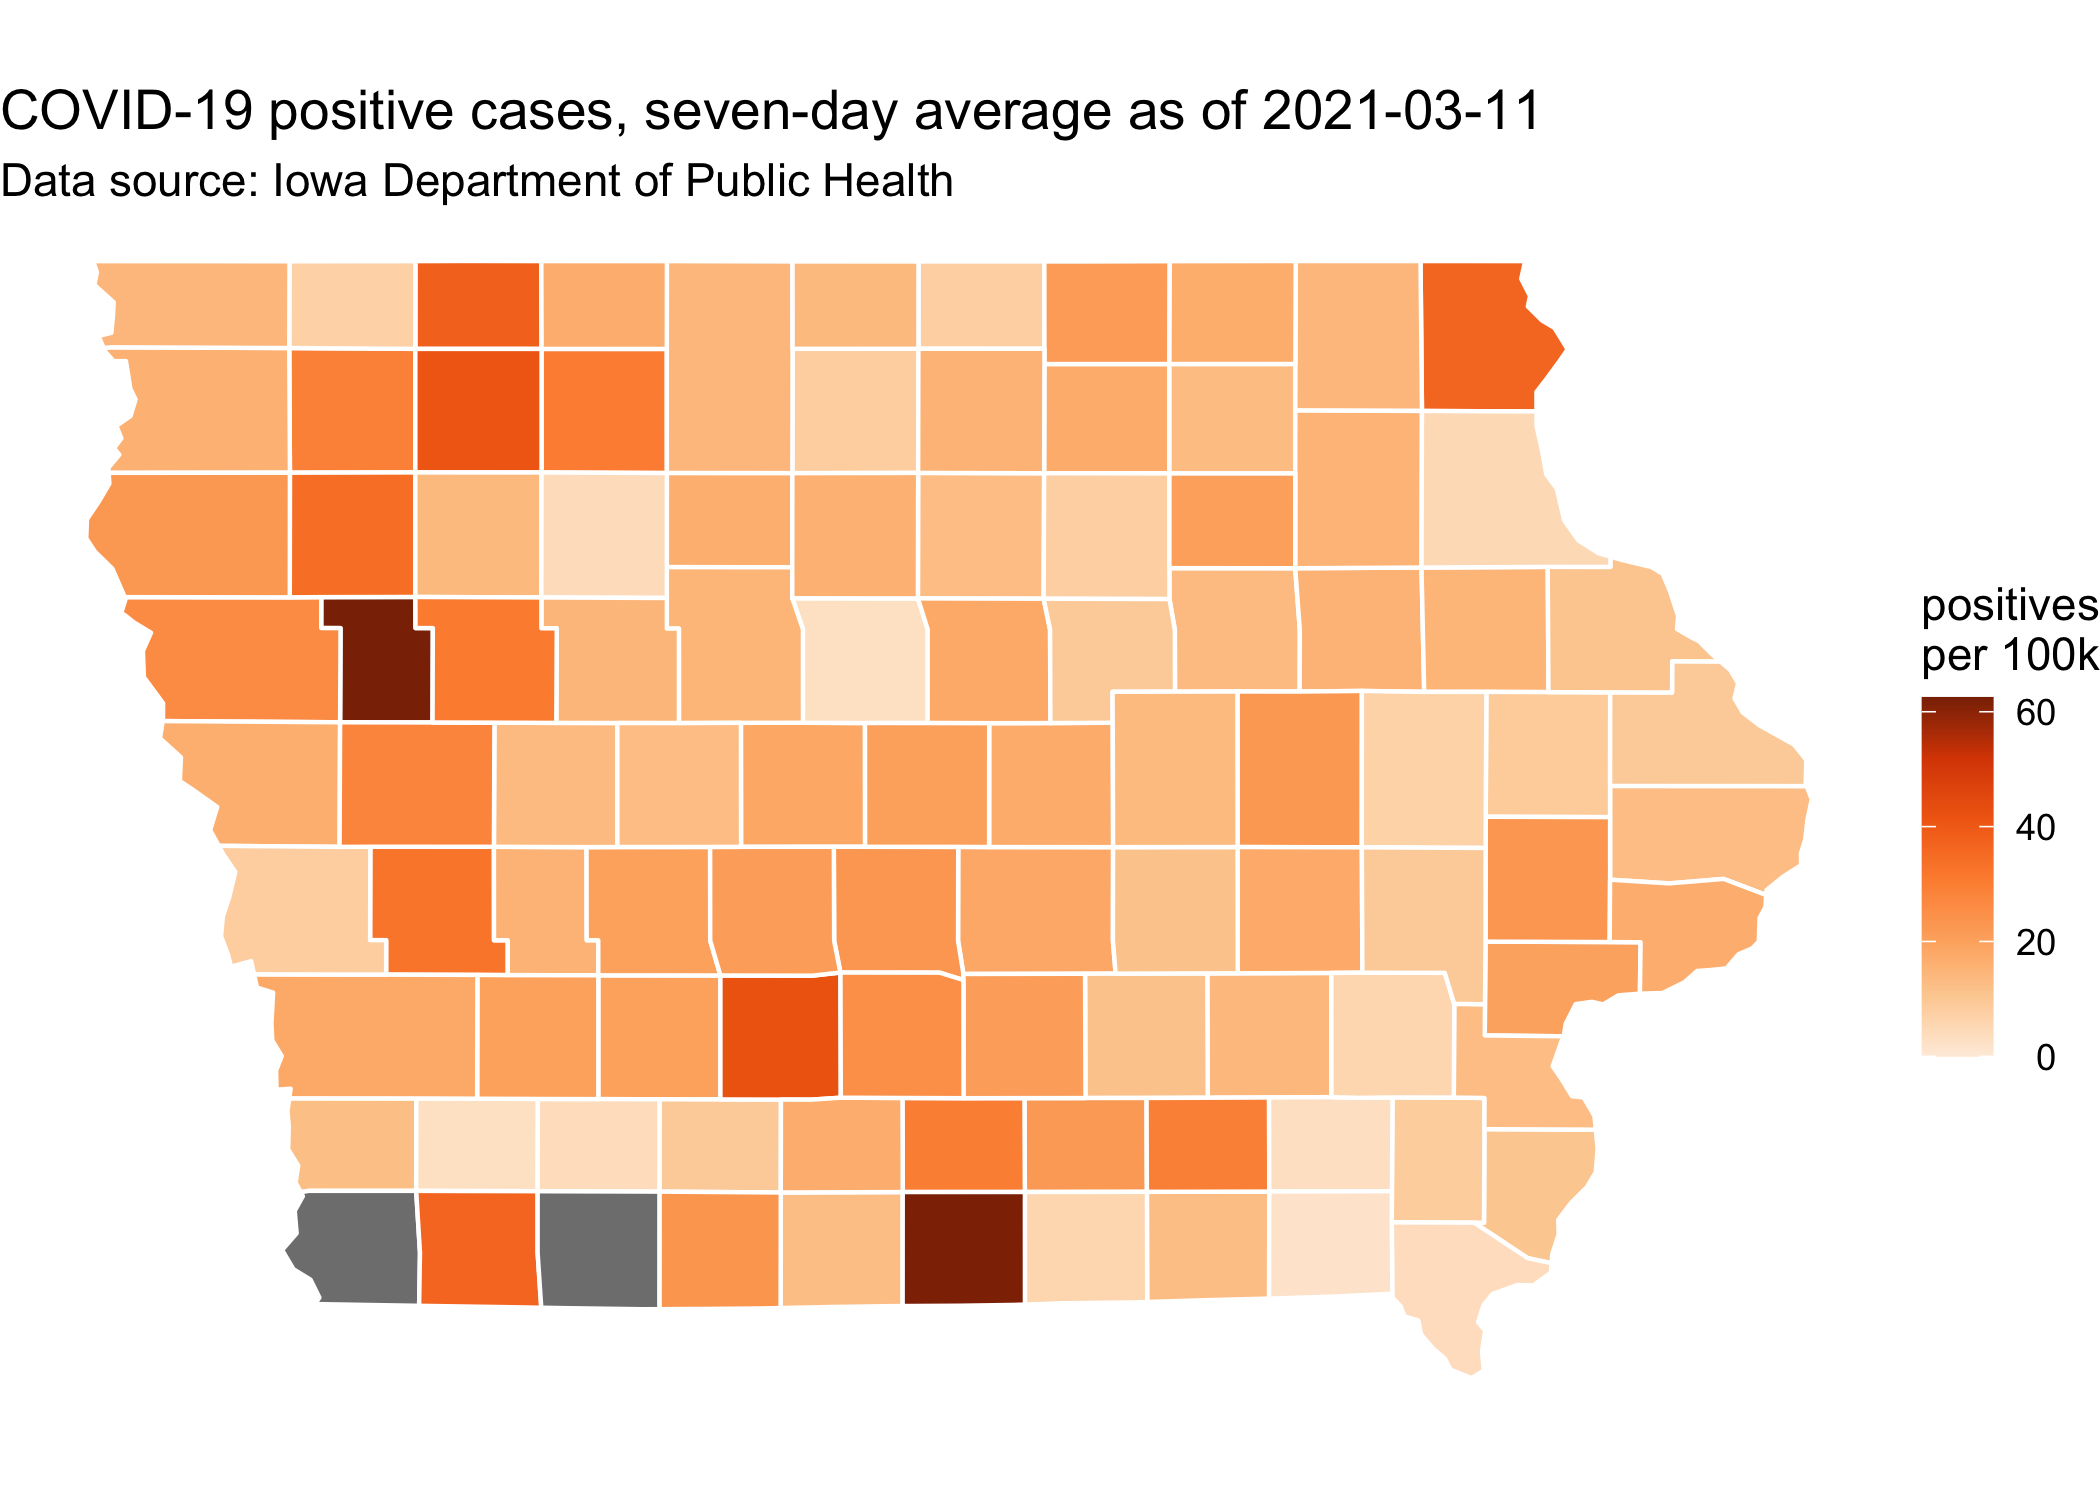 COVID-19 positive cases, seven-day average as of 2021-03-11
Data source: Iowa Department of Public Health
positives
per 100k
60
40
20
0